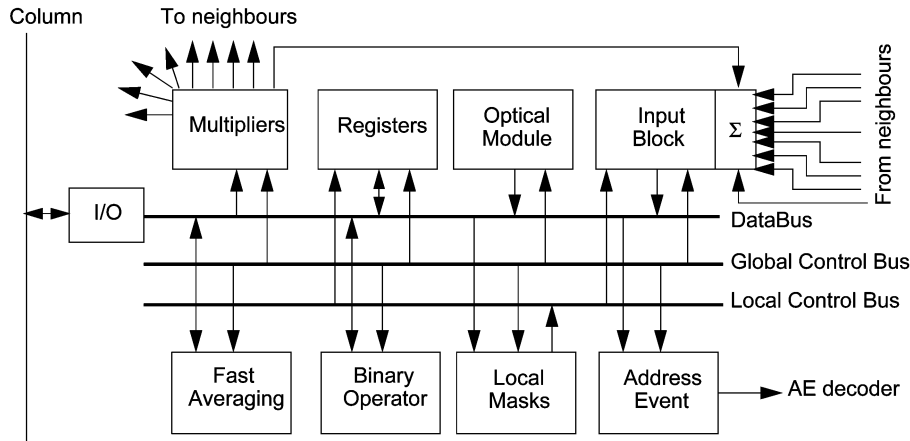 Column
To neighbours
Multipliers
Registers
Optical
Module
Input
Block
Σ
From neighbours
I/O
DataBus
Global Control Bus
Local Control Bus
Fast
Averaging
Binary
Operator
Local
Masks
Address
Event
AE decoder